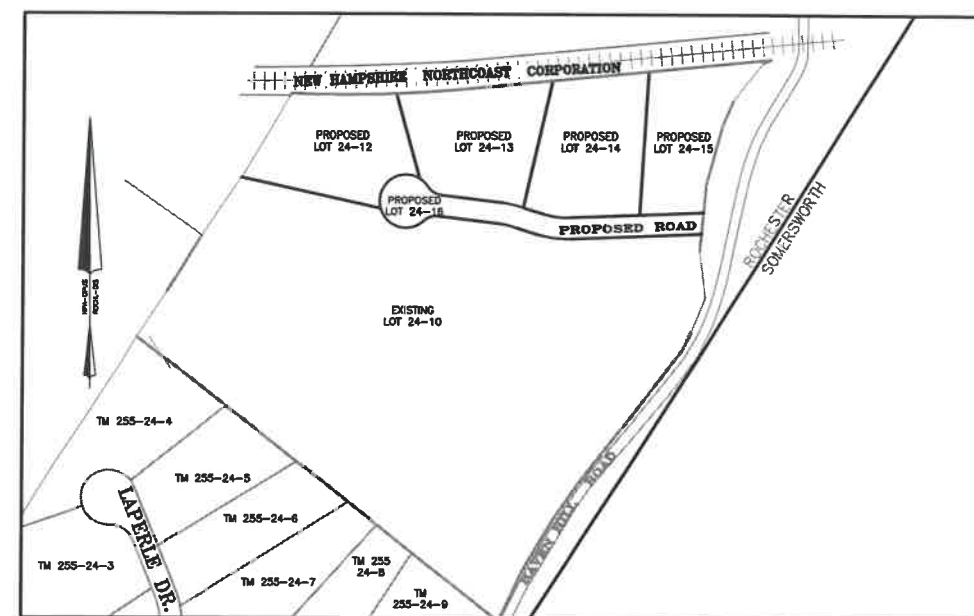 NEW HAMPSHIRE NORTHCOAST CORPORATION
PROPOSED
LOT 24-12
PROPOSED
LOT 24-13
PROPOSED
LOT 24-14
PROPOSED
LOT 24-15
PROPOSED
LOT 24-16
PROPOSED ROAD
ROCHESTER
SOMERSWORTH
EXISTING
LOT 24-10
TM 255-24-4
TM 255-24-5
TM 255-24-6
TM 255-24-3
TM 255-24-7
TM 255
24-8
TM
255-24-9
LAPERLE DR.
HAVEN HILL ROAD